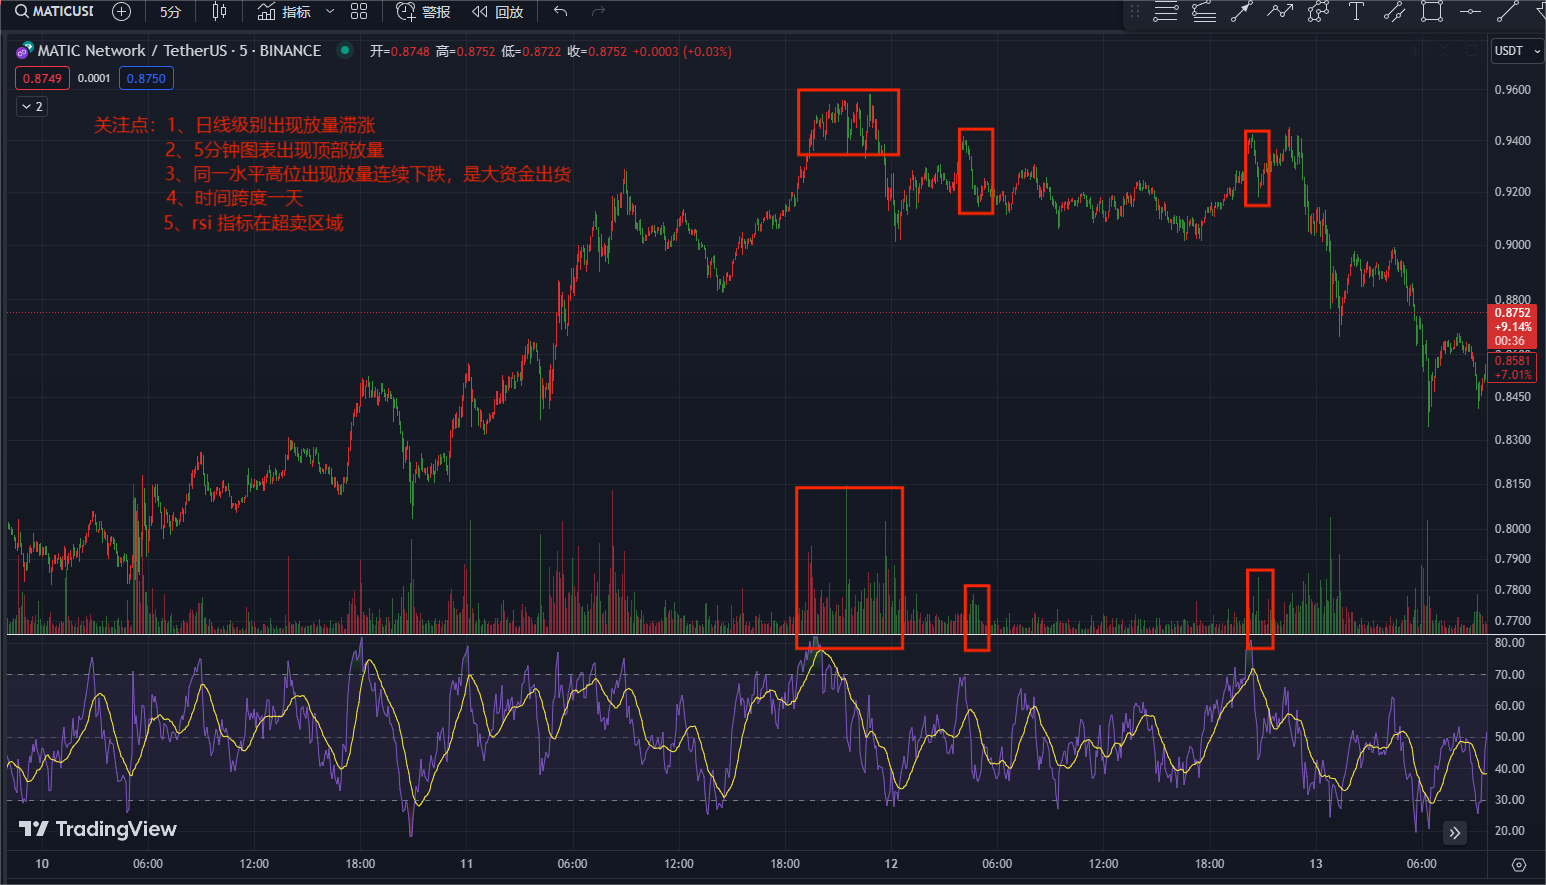 MATICUSI
5分
指标
警报
回放
MATIC Network / TetherUS · 5 · BINANCE
开=0.8748 高=0.8752 低=0.8722 收=0.8752 +0.0003 (+0.03%)
USDT
0.8749 0.0001 0.8750
2
关注点：1、日线级别出现放量滞涨
2、5分钟图表出现顶部放量
3、同一水平高位出现放量连续下跌，是大资金出货
4、时间跨度一天
5、rsi 指标在超卖区域
0.9600
0.9400
0.9200
0.9000
0.8800
0.8752
+9.14%
00:36
0.8581
+7.01%
0.8450
0.8300
0.8150
0.8000
0.7900
0.7800
0.7700
80.00
70.00
60.00
50.00
40.00
30.00
20.00
TradingView
10 06:00 12:00 18:00 11 06:00 12:00 18:00 12 06:00 12:00 18:00 13 06:00